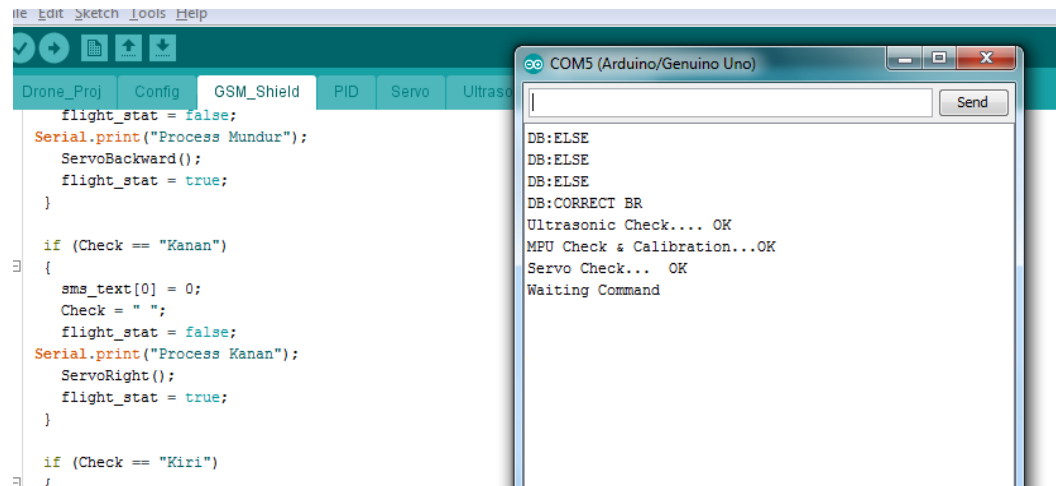 File Edit Sketch Tools Help
Drone_Proj Config GSM_Shield PID Servo Ultraso
flight_stat = false;
Serial.print("Process Mundur");
ServoBackward();
flight_stat = true;
}
if (Check == "Kanan")
{
sms_text[0] = 0;
Check = " ";
flight_stat = false;
Serial.print("Process Kanan");
ServoRight();
flight_stat = true;
}
if (Check == "Kiri")
{
COM5 (Arduino/Genuino Uno)
Send
DB:ELSE
DB:ELSE
DB:ELSE
DB:CORRECT BR
Ultrasonic Check.... OK
MPU Check & Calibration...OK
Servo Check...  OK
Waiting Command